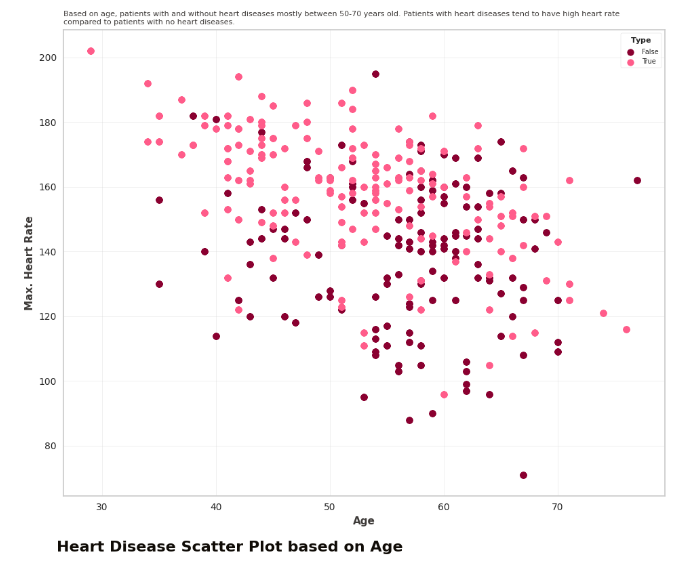 Based on age, patients with and without heart diseases mostly between 50-70 years old. Patients with heart diseases tend to have high heart rate
compared to patients with no heart diseases.
Type
False
True
200
180
160
140
120
100
80
Max. Heart Rate
30 40 50 60 70
Age
Heart Disease Scatter Plot based on Age